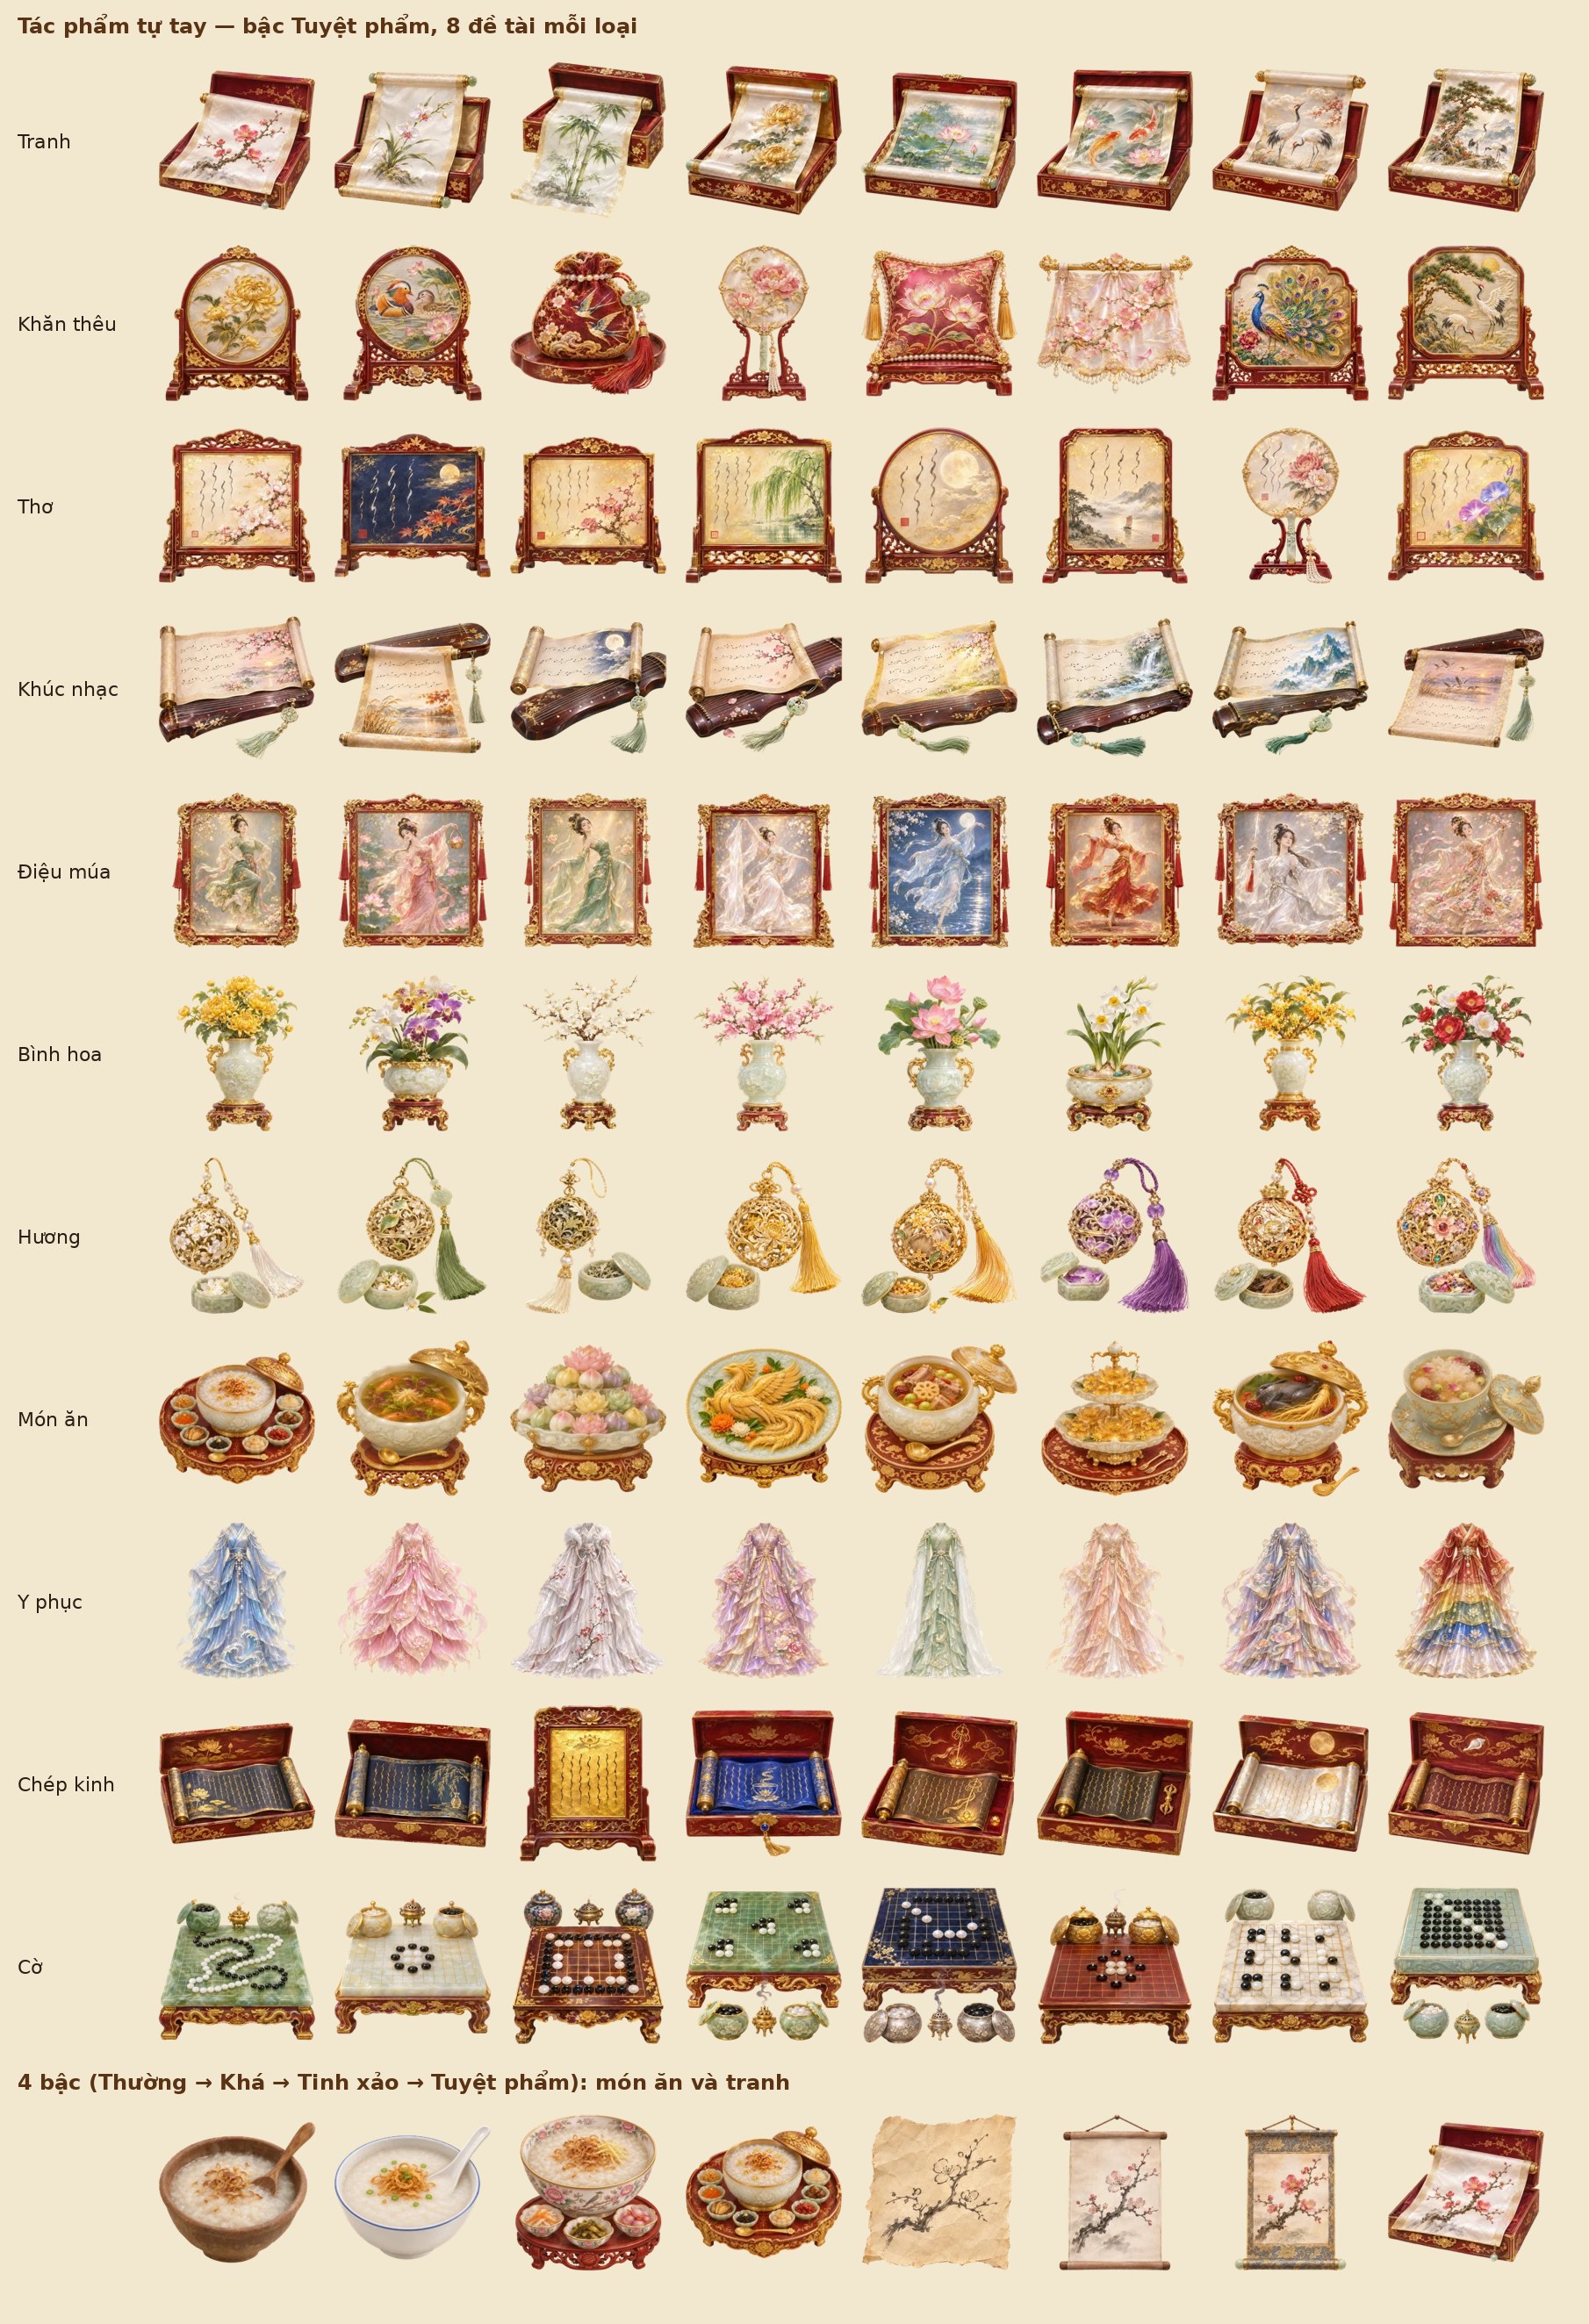 Tác phẩm tự tay — bậc Tuyệt phẩm, 8 đề tài mỗi loại
Tranh
Khăn thêu
Thơ
Khúc nhạc
Điệu múa
Bình hoa
Hương
Món ăn
Y phục
Chép kinh
Cờ
4 bậc (Thường → Khá → Tinh xảo → Tuyệt phẩm): món ăn và tranh